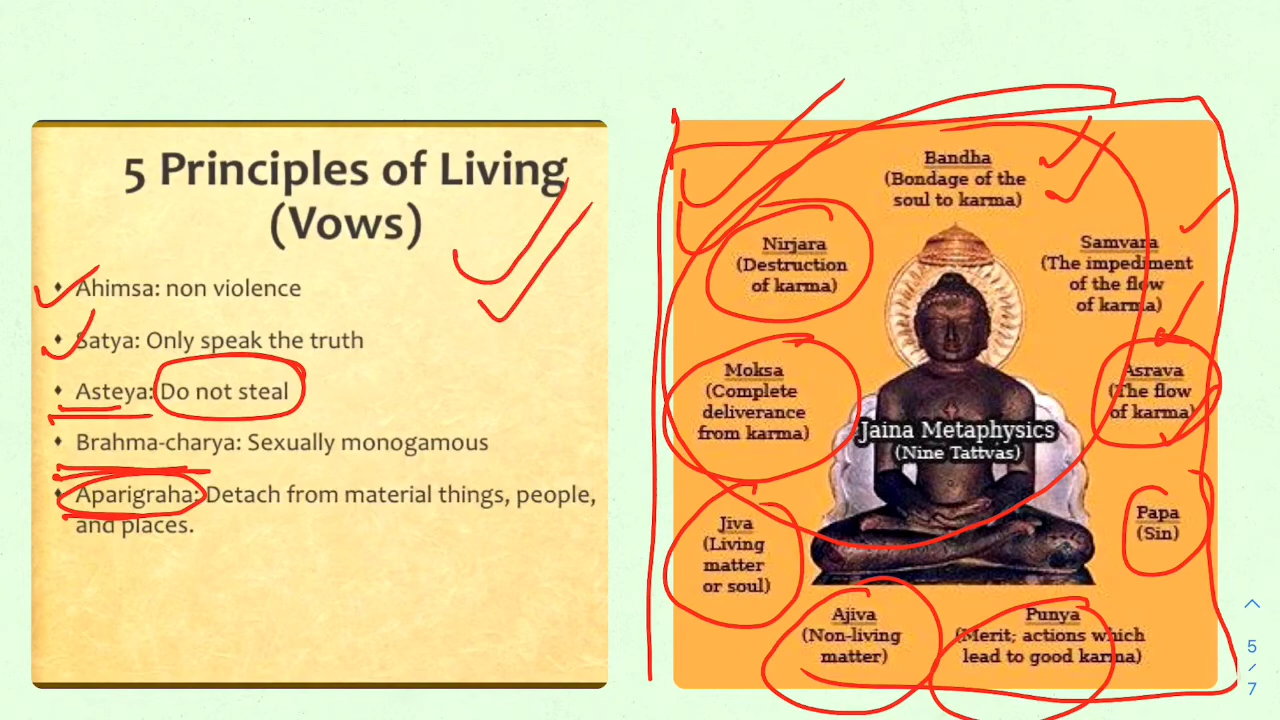 5 Principles of Living
(Vows)
Ahimsa: non violence
Satya: Only speak the truth
Asteya: Do not steal
Brahma-charya: Sexually monogamous
Aparigraha: Detach from material things, people,
and places.
Bandha
(Bondage of the
soul to karma)
Nirjara
(Destruction
of karma)
Samvara
(The impediment
of the flow
of karma)
Moksa
(Complete
deliverance
from karma)
Asrava
(The flow
of karma)
Jaina Metaphysics
(Nine Tattvas)
Jiva
(Living
matter
or soul)
Papa
(Sin)
Ajiva
(Non-living
matter)
Punya
(Merit; actions which
lead to good karma)
5
/
7